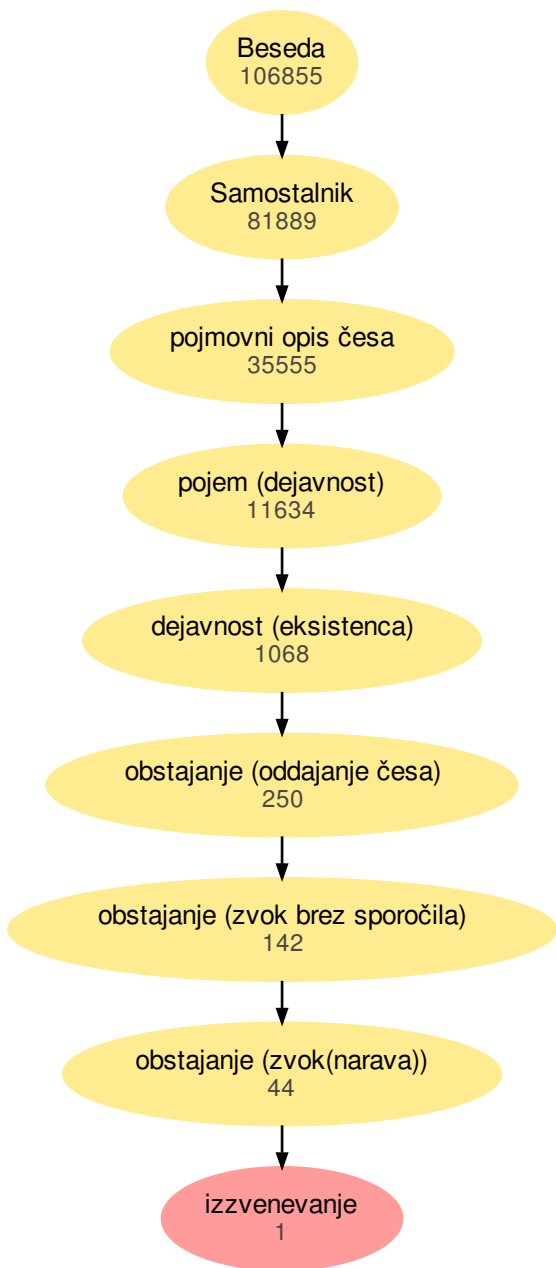 Beseda
106855
Samostalnik
81889
pojmovni opis česa
35555
pojem (dejavnost)
11634
dejavnost (eksistenca)
1068
obstajanje (oddajanje česa)
250
obstajanje (zvok brez sporočila)
142
obstajanje (zvok(narava))
44
izzvenevanje
1